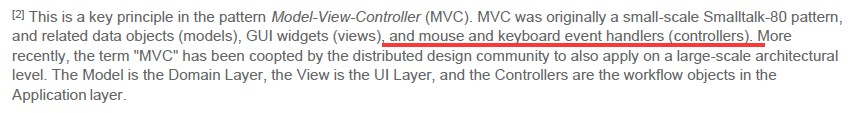 [2] This is a key principle in the pattern Model-View-Controller (MVC). MVC was originally a small-scale Smalltalk-80 pattern,
and related data objects (models), GUI widgets (views), and mouse and keyboard event handlers (controllers). More
recently, the term "MVC" has been coopted by the distributed design community to also apply on a large-scale architectural
level. The Model is the Domain Layer, the View is the UI Layer, and the Controllers are the workflow objects in the
Application layer.